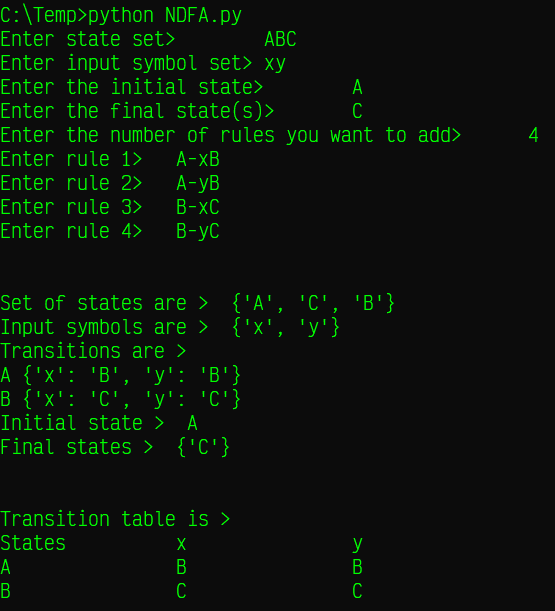 C:\Temp>python NDFA.py
Enter state set>        ABC
Enter input symbol set> xy
Enter the initial state>        A
Enter the final state(s)>       C
Enter the number of rules you want to add>      4
Enter rule 1>   A-xB
Enter rule 2>   A-yB
Enter rule 3>   B-xC
Enter rule 4>   B-yC
Set of states are >  {'A', 'C', 'B'}
Input symbols are >  {'x', 'y'}
Transitions are >
A {'x': 'B', 'y': 'B'}
B {'x': 'C', 'y': 'C'}
Initial state >  A
Final states >  {'C'}
Transition table is >
States          x               y
A               B               B
B               C               C